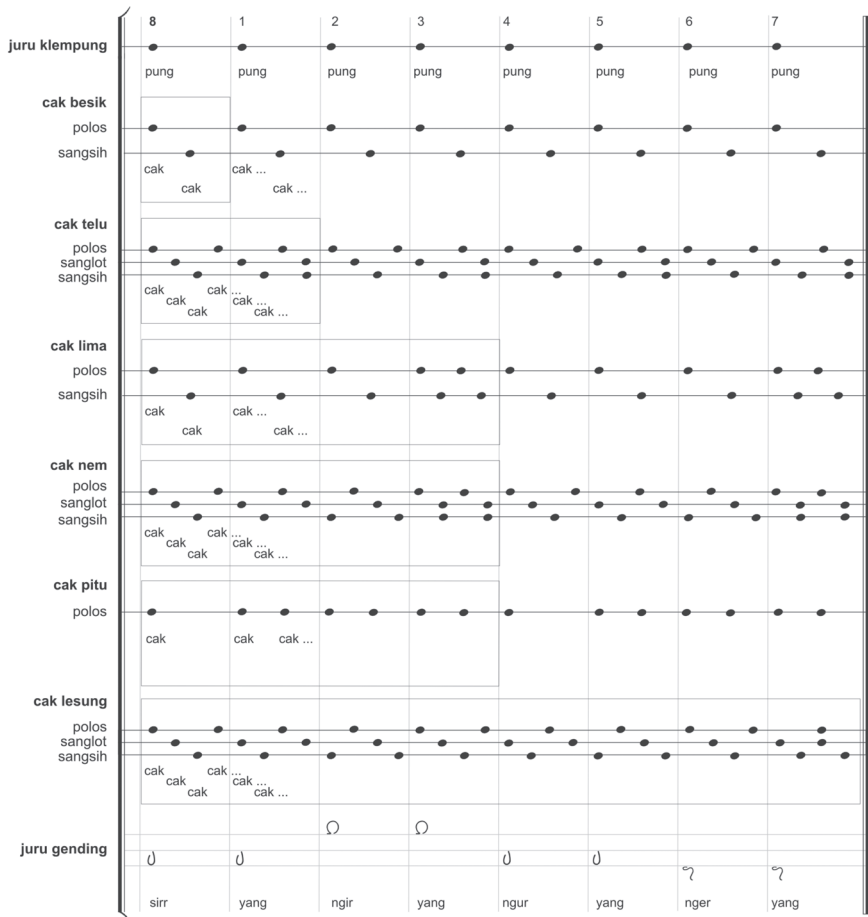 8 1 2 3 4 5 6 7
juru klempung
pung pung pung pung pung pung pung pung
cak besik
polos
sangsih
cak cak ...
cak cak ...
cak telu
polos
sanglot
sangsih
cak cak ...
cak cak ...
cak cak ...
cak lima
polos
sangsih
cak cak ...
cak cak ...
cak nem
polos
sanglot
sangsih
cak cak ...
cak cak ...
cak cak ...
cak pitu
polos
cak cak cak ...
cak lesung
polos
sanglot
sangsih
cak cak ...
cak cak ...
cak cak ...
juru gending
sirr yang ngir yang ngur yang nger yang